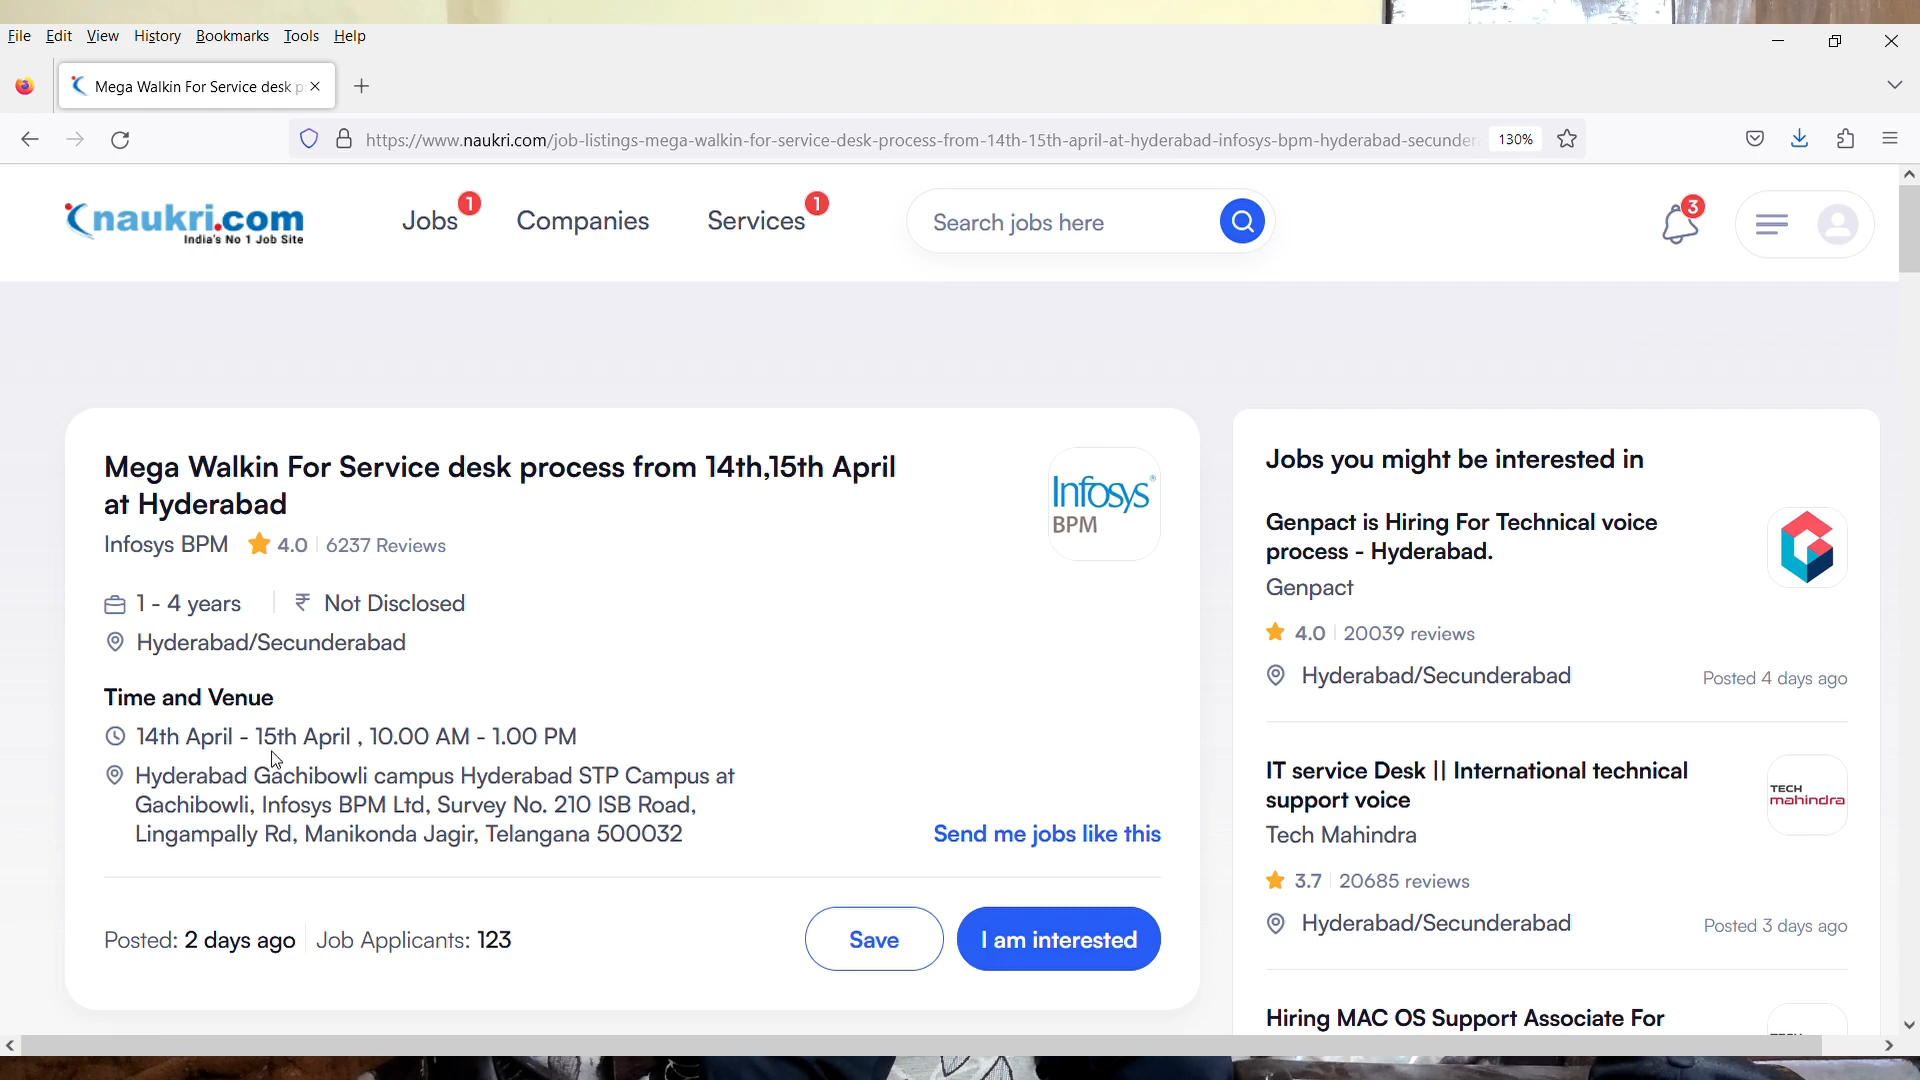 File Edit View History Bookmarks Tools Help
Mega Walkin For Service desk p
https://www.naukri.com/job-listings-mega-walkin-for-service-desk-process-from-14th-15th-april-at-hyderabad-infosys-bpm-hyderabad-secunder 130%
naukri.com
India's No 1 Job Site
Jobs 1 Companies Services 1 Search jobs here 3
Mega Walkin For Service desk process from 14th,15th April
at Hyderabad
Infosys BPM 4.0 6237 Reviews
Infosys®
BPM
1 - 4 years ₹ Not Disclosed
Hyderabad/Secunderabad
Time and Venue
14th April - 15th April , 10.00 AM - 1.00 PM
Hyderabad Gachibowli campus Hyderabad STP Campus at
Gachibowli, Infosys BPM Ltd, Survey No. 210 ISB Road,
Lingampally Rd, Manikonda Jagir, Telangana 500032
Send me jobs like this
Posted: 2 days ago Job Applicants: 123
Save I am interested
Jobs you might be interested in
Genpact is Hiring For Technical voice
process - Hyderabad.
Genpact
4.0 20039 reviews
Hyderabad/Secunderabad Posted 4 days ago
IT service Desk || International technical
support voice
Tech Mahindra
TECH
mahindra
3.7 20685 reviews
Hyderabad/Secunderabad Posted 3 days ago
Hiring MAC OS Support Associate For